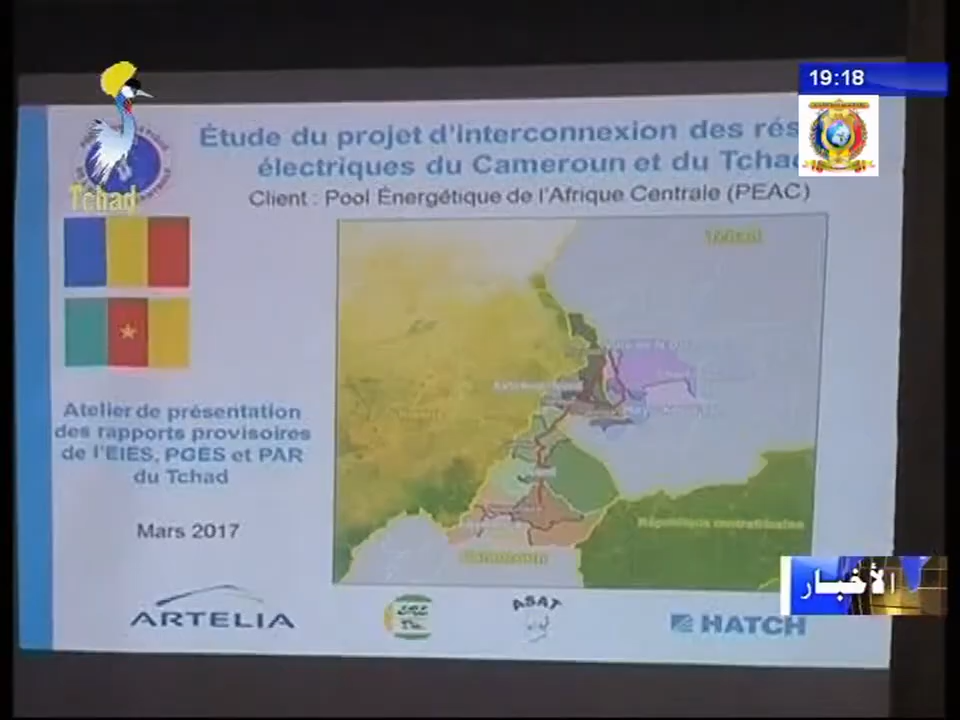 19:18
Tchad
Étude du projet d'interconnexion des rés
électriques du Cameroun et du Tchad
Client : Pool Énergétique de l'Afrique Centrale (PEAC)
Tchad
Atelier de présentation
des rapports provisoires
de l'EIES, PGES et PAR
du Tchad
Mars 2017
République centrafricaine
Cameroun
الأخبار
ARTELIA
ASAT
HATCH